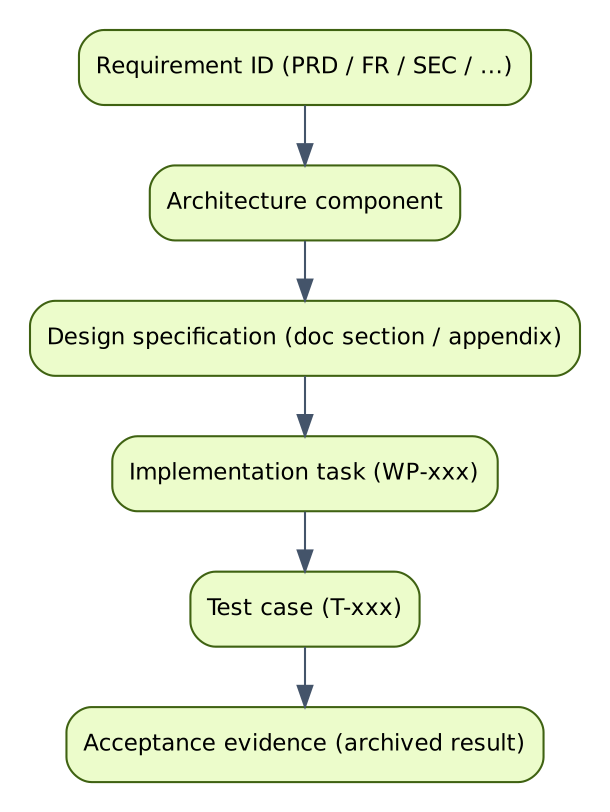 Requirement ID (PRD / FR / SEC / ...)
Architecture component
Design specification (doc section / appendix)
Implementation task (WP-xxx)
Test case (T-xxx)
Acceptance evidence (archived result)